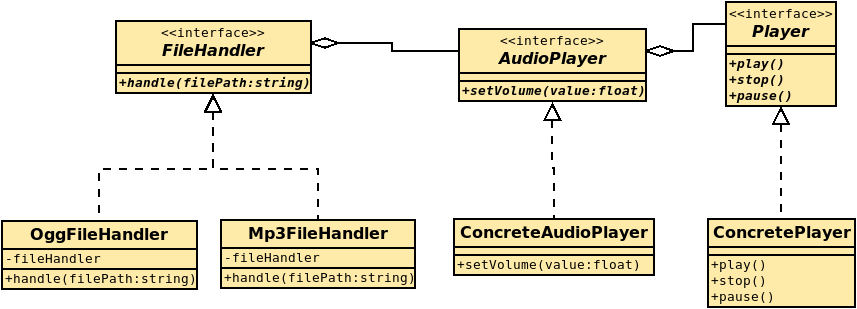 <<interface>>
FileHandler
+handle(filePath:string)
<<interface>>
AudioPlayer
+setVolume(value:float)
<<interface>>
Player
+play()
+stop()
+pause()
OggFileHandler
-fileHandler
+handle(filePath:string)
Mp3FileHandler
-fileHandler
+handle(filePath:string)
ConcreteAudioPlayer
+setVolume(value:float)
ConcretePlayer
+play()
+stop()
+pause()